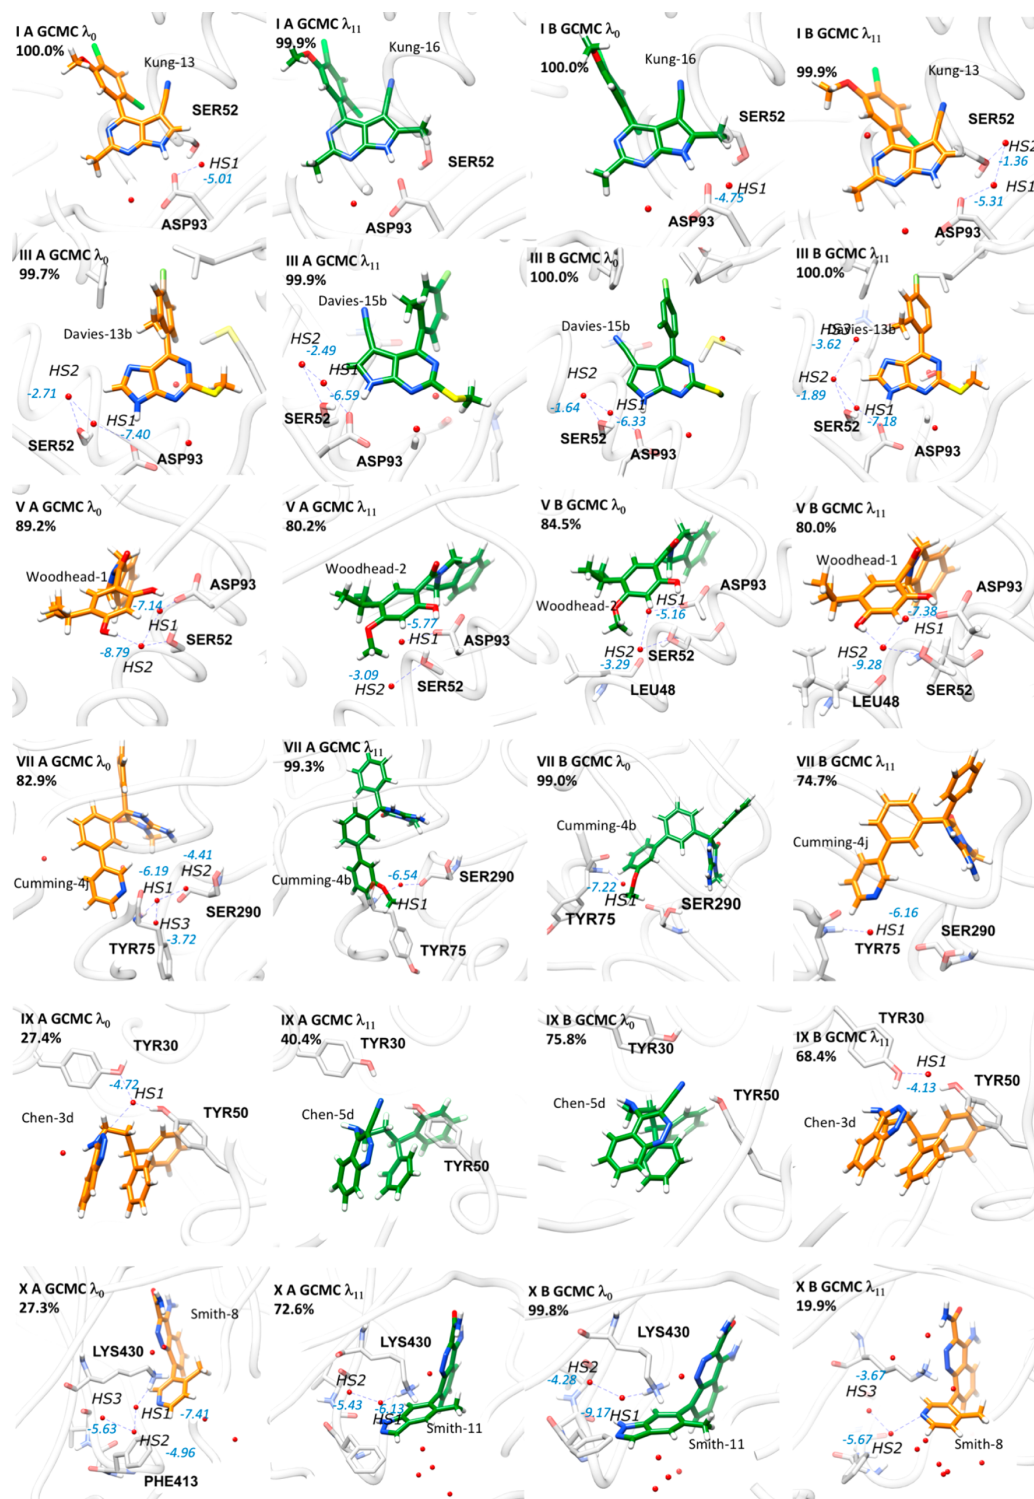 I A GCMC λ0
100.0%
Kung-13
SER52
HS1
-5.01
ASP93
I A GCMC λ11
99.9%
Kung-16
SER52
ASP93
I B GCMC λ0
100.0%
Kung-16
SER52
HS1
-4.75
ASP93
I B GCMC λ11
99.9%
Kung-13
SER52
HS2
-1.36
HS1
-5.31
ASP93
III A GCMC λ0
99.7%
Davies-13b
HS2
-2.71
HS1
SER52
-7.40
ASP93
III A GCMC λ11
99.9%
Davies-15b
HS2
-2.49
HS1
-6.59
SER52
ASP93
III B GCMC λ0
100.0%
Davies-15b
HS2
-1.64
HS1
-6.33
SER52
ASP93
III B GCMC λ11
100.0%
HS3
Davies-13b
-3.62
HS2
-1.89
HS1
SER52
-7.18
ASP93
V A GCMC λ0
89.2%
Woodhead-1
ASP93
-7.14
HS1
SER52
-8.79
HS2
V A GCMC λ11
80.2%
Woodhead-2
-5.77
HS1
ASP93
-3.09
HS2
SER52
V B GCMC λ0
84.5%
ASP93
Woodhead-2
HS1
-5.16
HS2
SER52
-3.29
LEU48
V B GCMC λ11
80.0%
Woodhead-1
ASP93
-7.38
HS1
HS2
-9.28
SER52
LEU48
VII A GCMC λ0
82.9%
-4.41
-6.19
HS2
Cumming-4j
HS1
SER290
HS3
TYR75
-3.72
VII A GCMC λ11
99.3%
-6.54
SER290
Cumming-4b
HS1
TYR75
VII B GCMC λ0
99.0%
Cumming-4b
-7.22
HS1
SER290
TYR75
VII B GCMC λ11
74.7%
Cumming-4j
-6.16
HS1
SER290
TYR75
IX A GCMC λ0
27.4%
TYR30
-4.72
HS1
Chen-3d
TYR50
IX A GCMC λ11
40.4%
TYR30
Chen-5d
TYR50
IX B GCMC λ0
75.8%
TYR30
Chen-5d
TYR50
IX B GCMC λ11
68.4%
TYR30
HS1
-4.13
TYR50
Chen-3d
X A GCMC λ0
27.3%
Smith-8
LYS430
HS3
HS1
-7.41
-5.63
HS2
-4.96
PHE413
X A GCMC λ11
72.6%
LYS430
HS2
-5.43
-6.13
HS1
Smith-11
X B GCMC λ0
99.8%
LYS430
HS2
-4.28
-9.17
HS1
Smith-11
X B GCMC λ11
19.9%
-3.67
HS3
-5.67
HS2
Smith-8